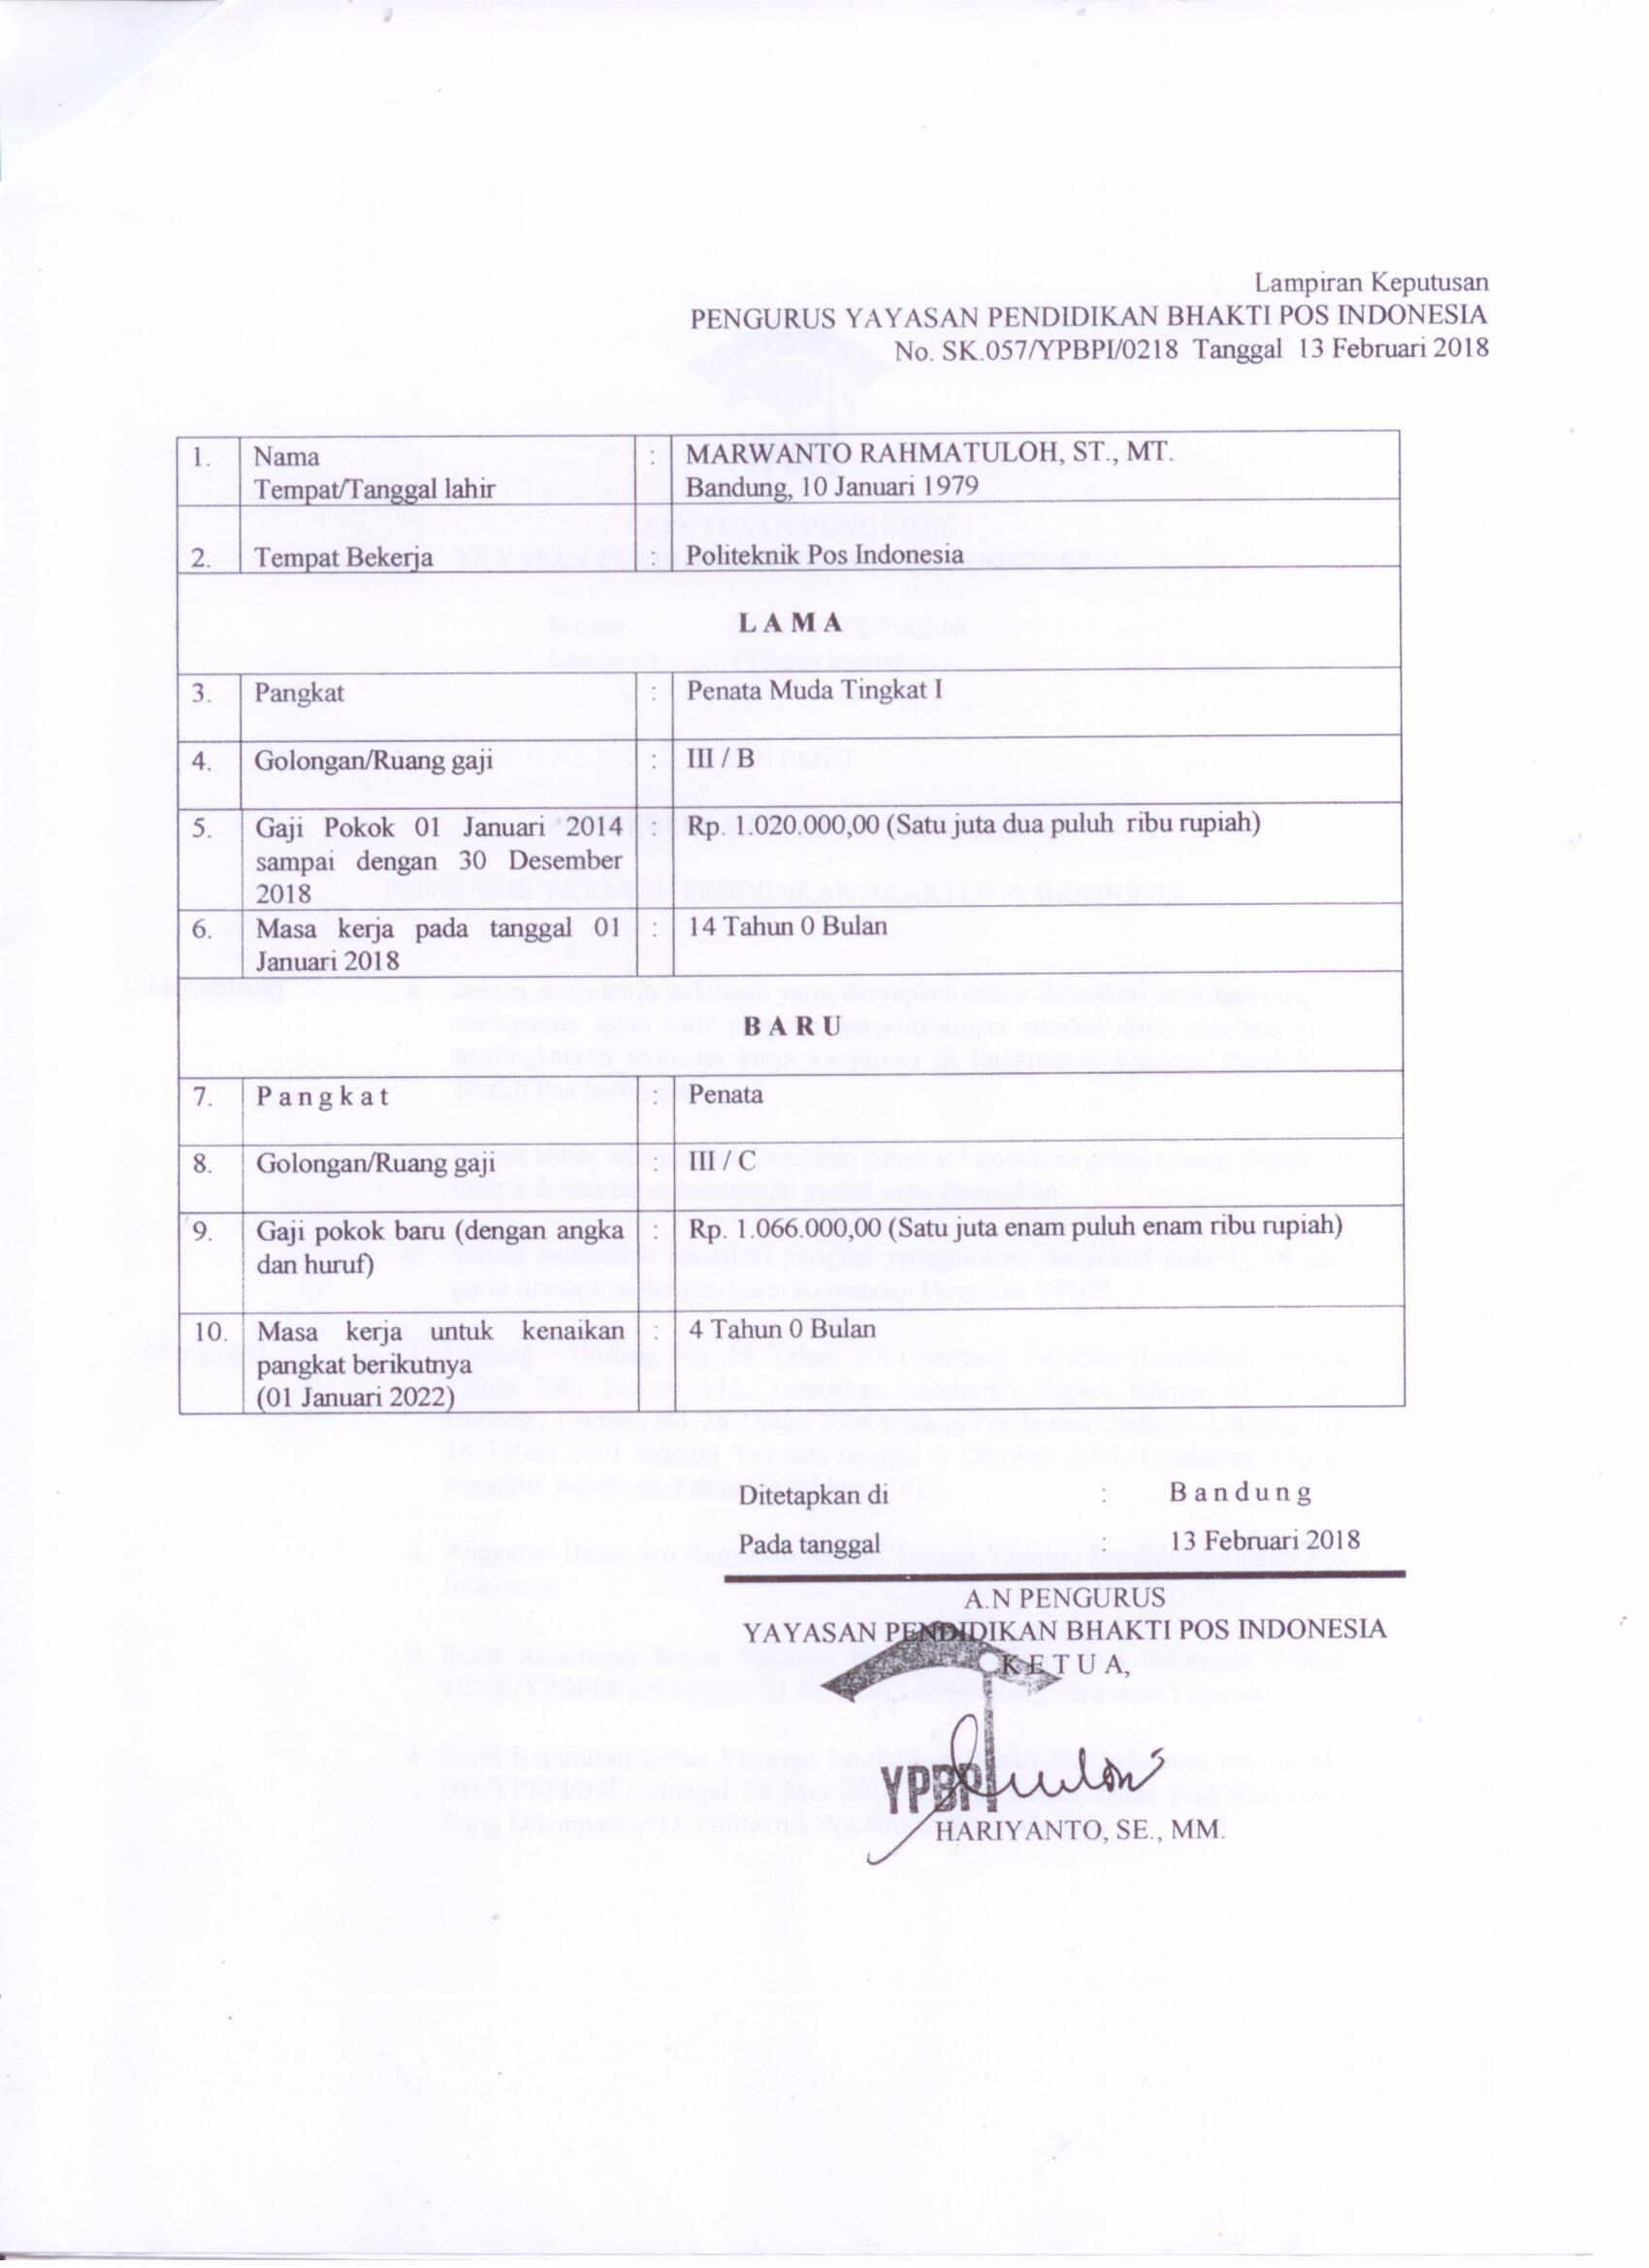 Lampiran Keputusan
PENGURUS YAYASAN PENDIDIKAN BHAKTI POS INDONESIA
No. SK.057/YPBPI/0218 Tanggal 13 Februari 2018
1. Nama : MARWANTO RAHMATULOH, ST., MT.
Tempat/Tanggal lahir Bandung, 10 Januari 1979
2. Tempat Bekerja Politeknik Pos Indonesia
L A M A
3. Pangkat : Penata Muda Tingkat I
4. Golongan/Ruang gaji : III / B
5. Gaji Pokok 01 Januari 2014 : Rp. 1.020.000,00 (Satu juta dua puluh ribu rupiah)
sampai dengan 30 Desember
2018
6. Masa kerja pada tanggal 01 : 14 Tahun 0 Bulan
Januari 2018
B A R U
7. P a n g k a t : Penata
8. Golongan/Ruang gaji : III / C
9. Gaji pokok baru (dengan angka : Rp. 1.066.000,00 (Satu juta enam puluh enam ribu rupiah)
dan huruf)
10. Masa kerja untuk kenaikan : 4 Tahun 0 Bulan
pangkat berikutnya
(01 Januari 2022)
Ditetapkan di : B a n d u n g
Pada tanggal : 13 Februari 2018
A.N PENGURUS
YAYASAN PENDIDIKAN BHAKTI POS INDONESIA
K E T U A,
YPBPI
HARIYANTO, SE., MM.